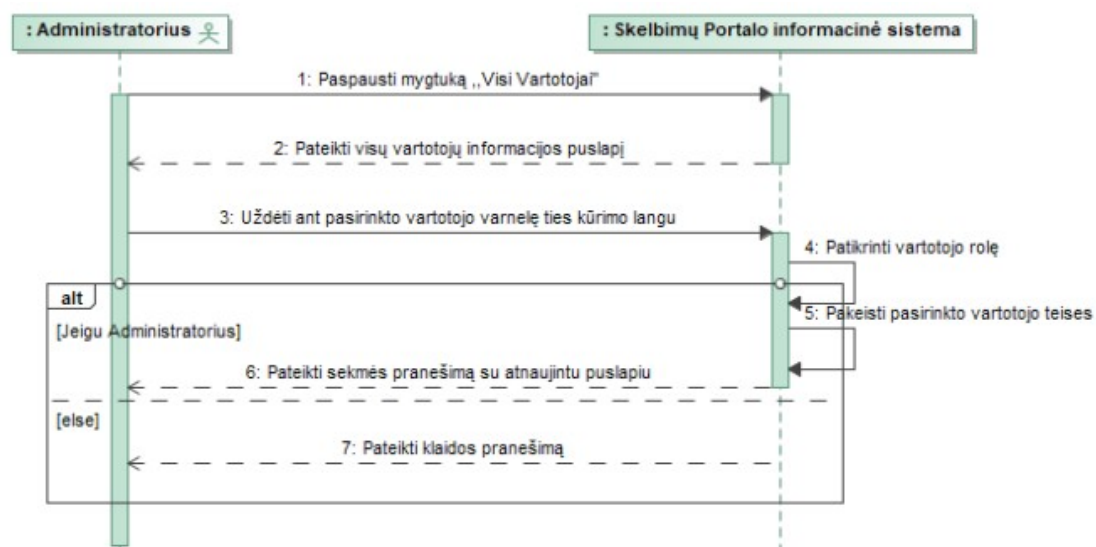 : Administratorius
: Skelbimų Portalo informacinė sistema
1: Paspausti mygtuką ,,Visi Vartotojai"
2: Pateikti visų vartotojų informacijos puslapį
3: Uždėti ant pasirinkto vartotojo varnelę ties kūrimo langu
4: Patikrinti vartotojo rolę
alt
5: Pakeisti pasirinkto vartotojo teises
[Jeigu Administratorius]
6: Pateikti sekmės pranešimą su atnaujintu puslapiu
[else]
7: Pateikti klaidos pranešimą